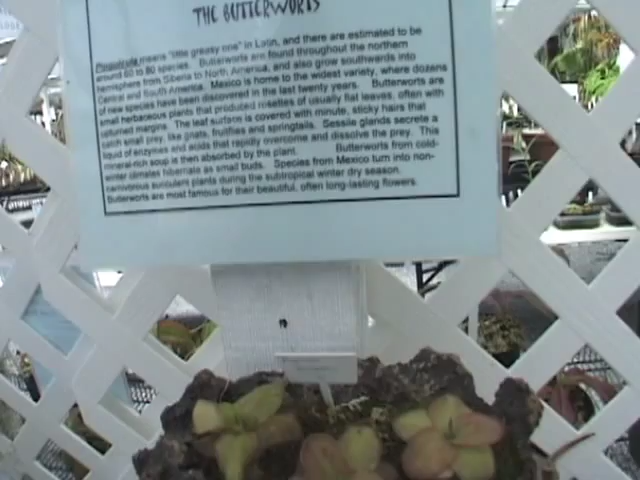 THE BUTTERWORTS
Pinguicula means "little greasy one" in Latin, and there are estimated to be
around 60 to 80 species. Butterworts are found throughout the northern
hemisphere from Siberia to North America, and also grow southwards into
Central and South America. Mexico is home to the widest variety, where dozens
of new species have been discovered in the last twenty years. Butterworts are
small herbaceous plants that produced rosettes of usually flat leaves, often with
upturned margins. The leaf surface is covered with minute, sticky hairs that
catch small prey, like gnats, fruitflies and springtails. Sessile glands secrete a
liquid of enzymes and acids that rapidly overcome and dissolve the prey. This
mineral-rich soup is then absorbed by the plant. Butterworts from cold-
winter climates hibernate as small buds. Species from Mexico turn into non-
carnivorous succulent plants during the subtropical winter dry season.
Butterworts are most famous for their beautiful, often long-lasting flowers.